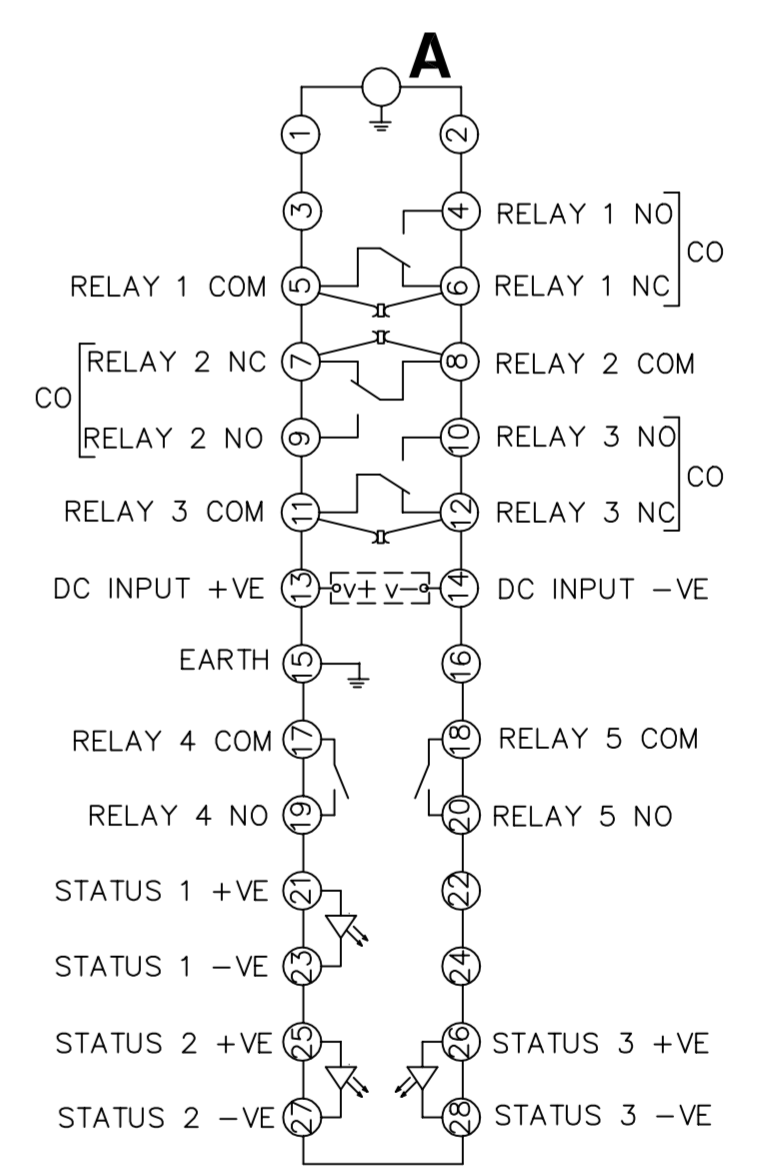 A
1 2
3 4 RELAY 1 NO
CO
RELAY 1 COM 5 6 RELAY 1 NC
RELAY 2 NC 7 8 RELAY 2 COM
CO
RELAY 2 NO 9 10 RELAY 3 NO
CO
RELAY 3 COM 11 12 RELAY 3 NC
DC INPUT +VE 13 V+ V− 14 DC INPUT −VE
EARTH 15 16
RELAY 4 COM 17 18 RELAY 5 COM
RELAY 4 NO 19 20 RELAY 5 NO
STATUS 1 +VE 21 22
STATUS 1 −VE 23 24
STATUS 2 +VE 25 26 STATUS 3 +VE
STATUS 2 −VE 27 28 STATUS 3 −VE